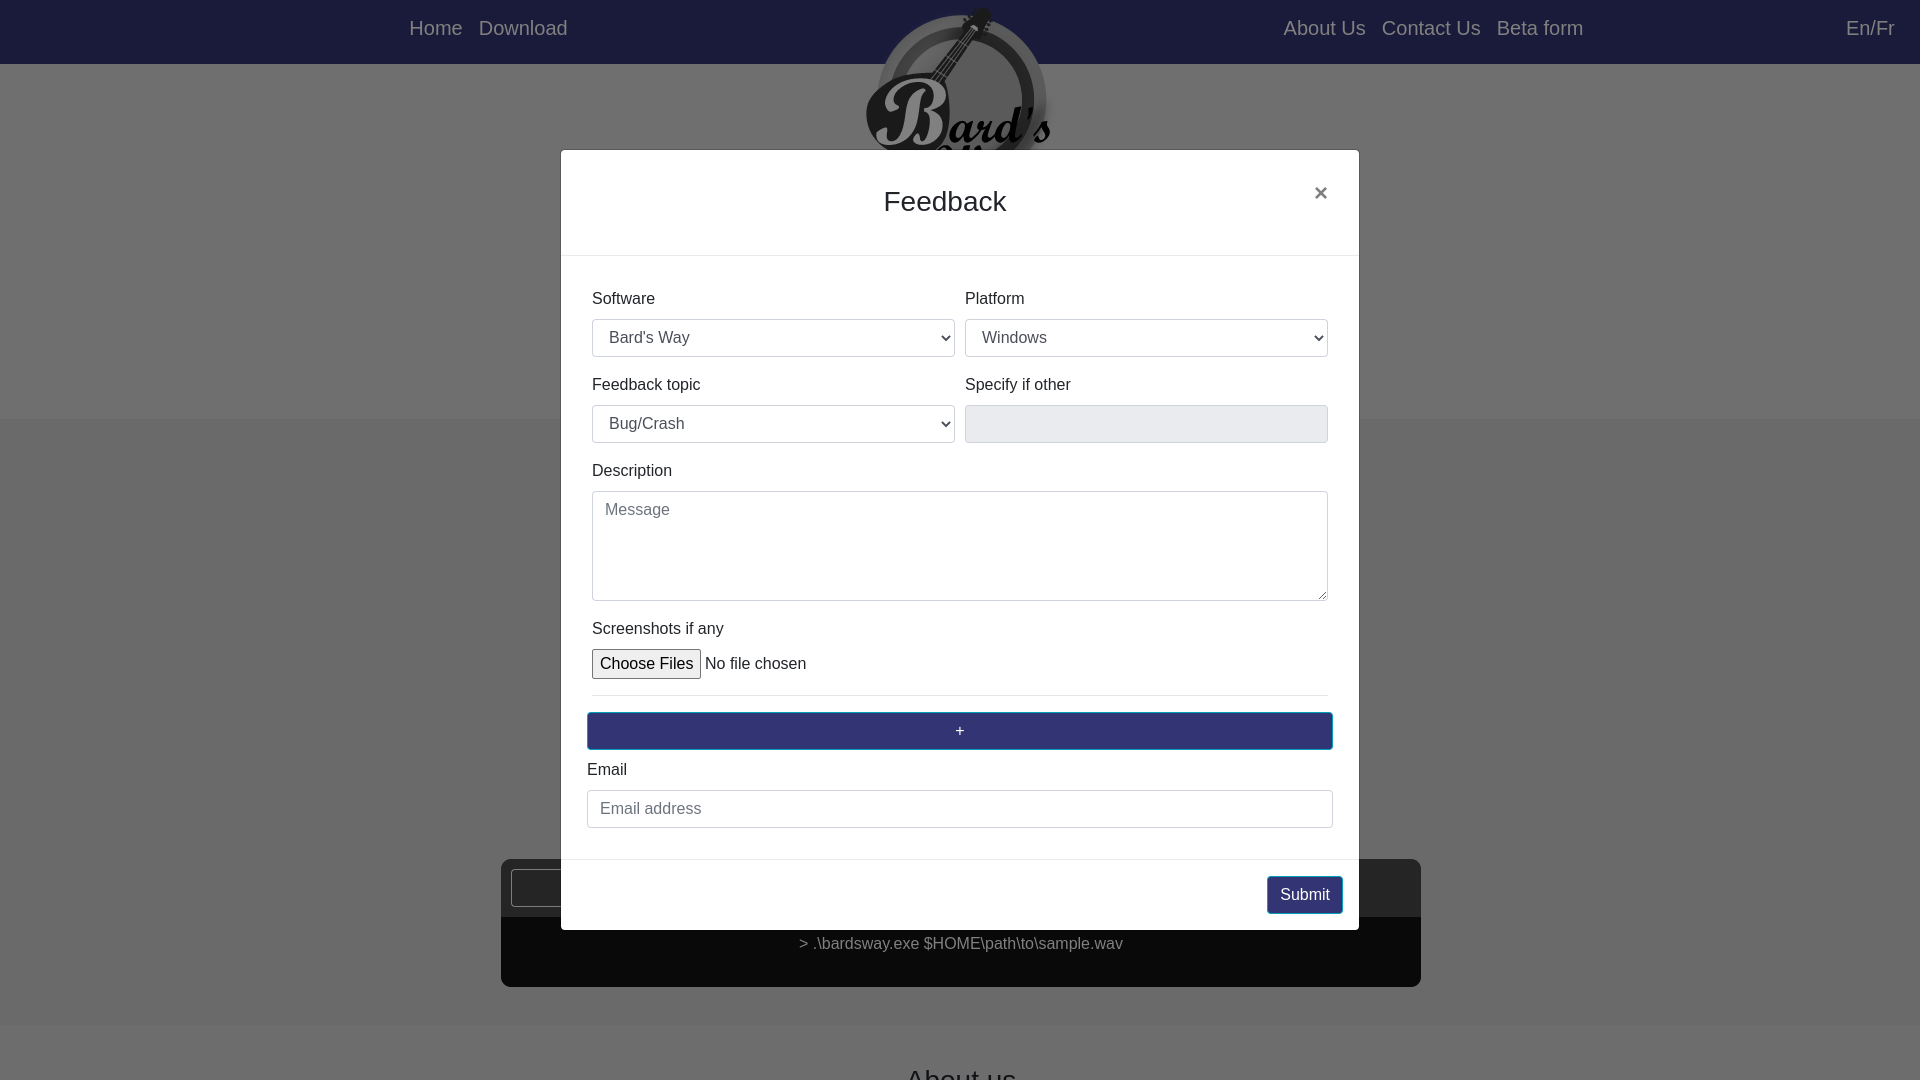 Home Download
About Us Contact Us Beta form
En/Fr
Bard's
Feedback
×
Software
Platform
Bard's Way
Windows
Feedback topic
Specify if other
Bug/Crash
Description
Message
Screenshots if any
Choose Files No file chosen
+
Email
Email address
Submit
> .\bardsway.exe $HOME\path\to\sample.wav
About us